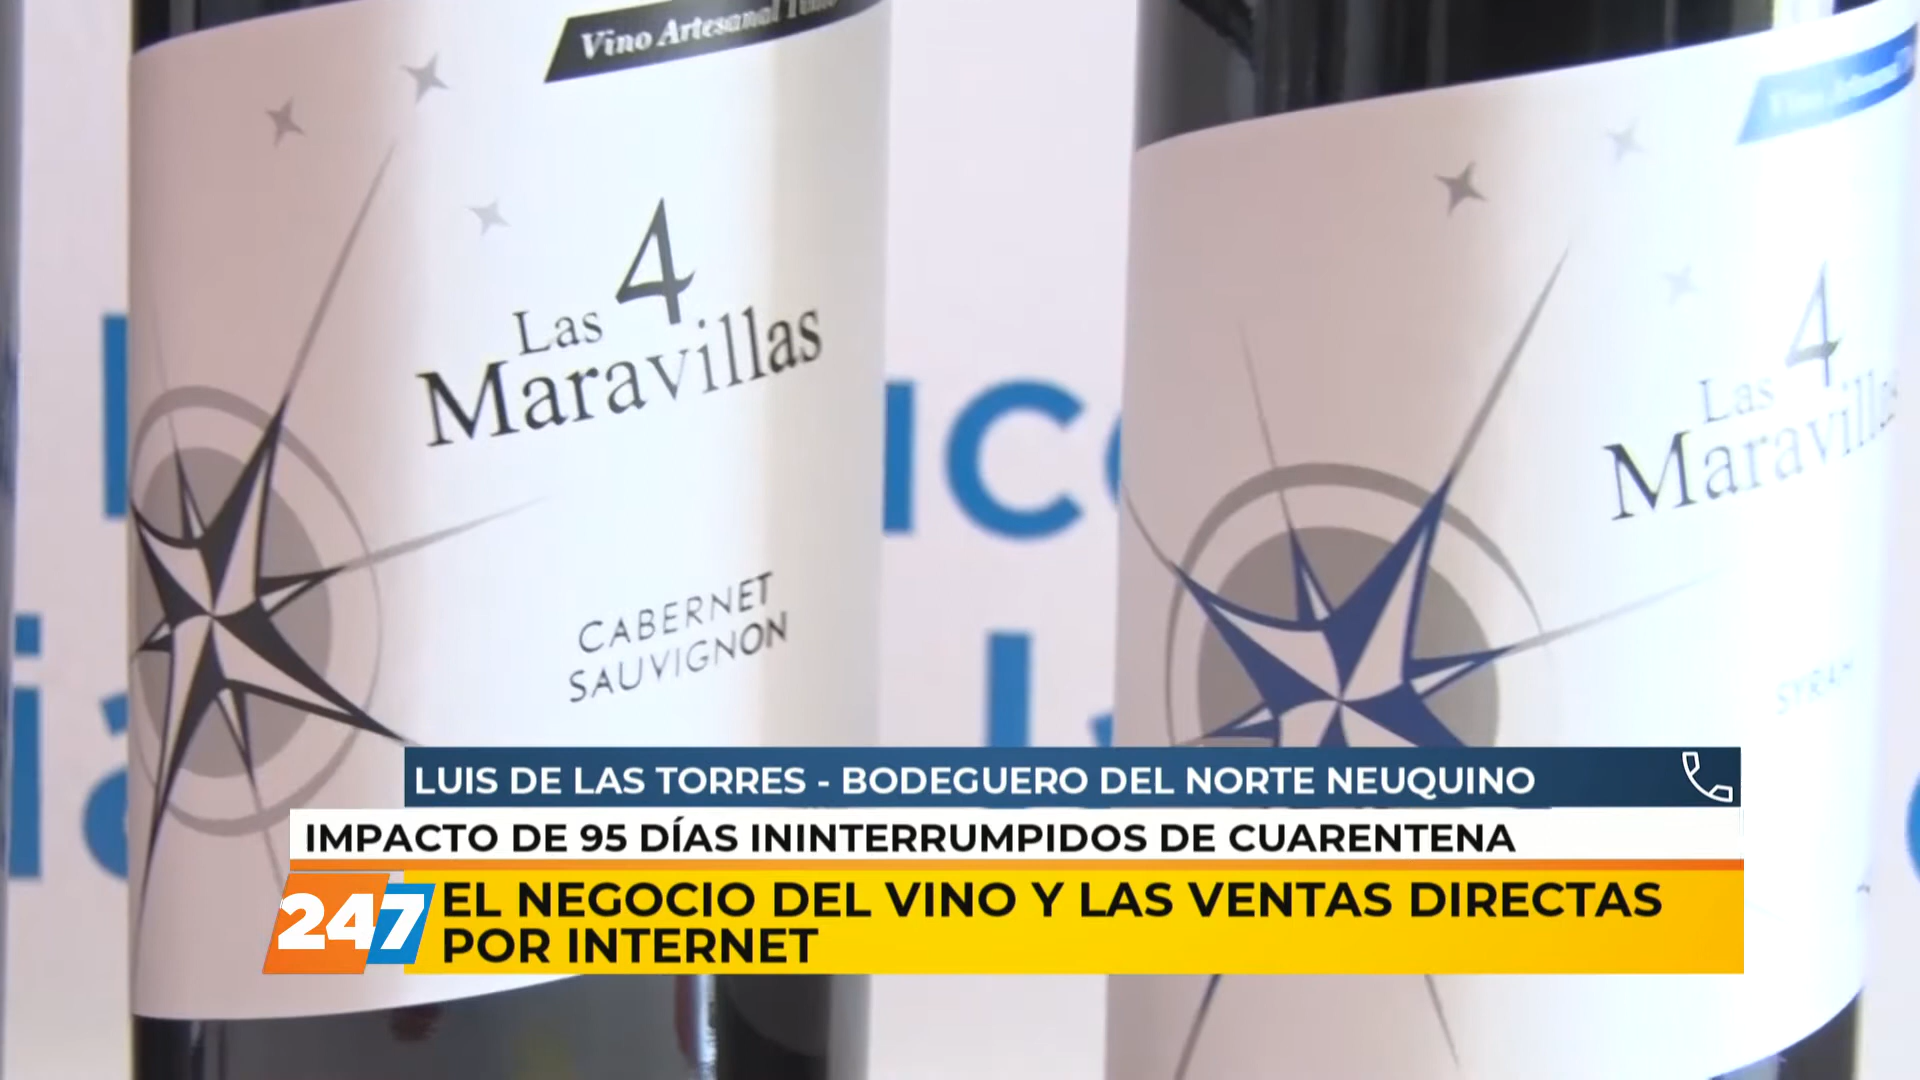 Vino Artesanal
Las 4
Maravillas
CABERNET
SAUVIGNON
Las 4
Maravillas
SYRAH
LUIS DE LAS TORRES - BODEGUERO DEL NORTE NEUQUINO
IMPACTO DE 95 DÍAS ININTERRUMPIDOS DE CUARENTENA
247
EL NEGOCIO DEL VINO Y LAS VENTAS DIRECTAS
POR INTERNET